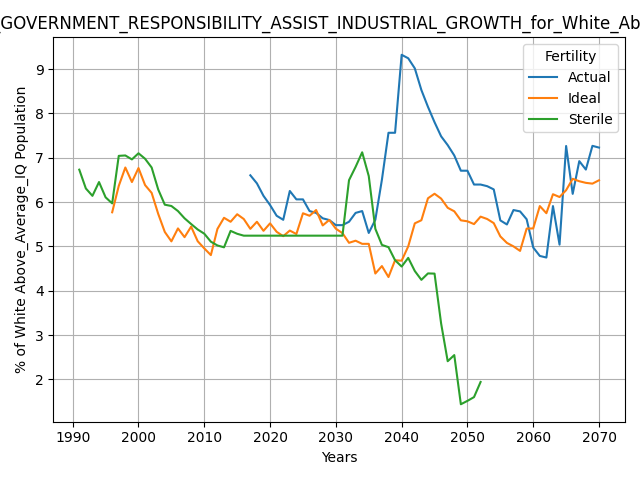 _GOVERNMENT_RESPONSIBILITY_ASSIST_INDUSTRIAL_GROWTH_for_White_Ab
Fertility
Actual
Ideal
Sterile
% of White Above_Average_IQ Population
9
8
7
6
5
4
3
2
1990 2000 2010 2020 2030 2040 2050 2060 2070
Years